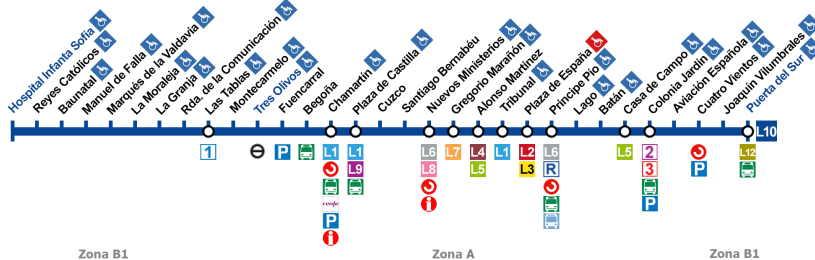 Hospital Infanta Sofía
Reyes Católicos
Baunatal
Manuel de Falla
Marqués de la Valdavia
La Moraleja
La Granja
Rda. de la Comunicación
Las Tablas
Montecarmelo
Tres Olivos
Fuencarral
Begoña
Chamartín
Plaza de Castilla
Cuzco
Santiago Bernabéu
Nuevos Ministerios
Gregorio Marañón
Alonso Martínez
Tribunal
Plaza de España
Príncipe Pío
Lago
Batán
Casa de Campo
Colonia Jardín
Aviación Española
Cuatro Vientos
Joaquín Vilumbrales
Puerta del Sur
L10
1
P
L1
renfe
P
i
L1
L9
L6
L8
i
L7
L4
L5
L1
L2
L3
L6
R
L5
2
3
P
P
L12
Zona B1
Zona A
Zona B1